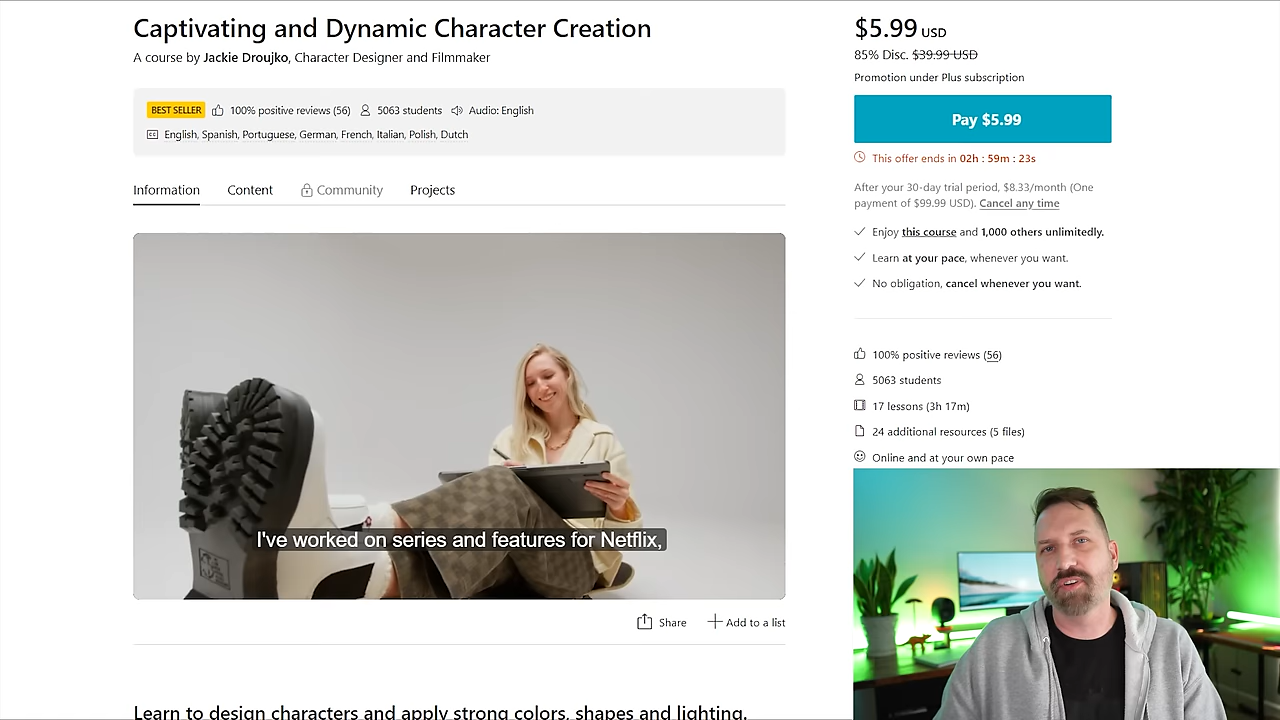 Captivating and Dynamic Character Creation
A course by Jackie Droujko, Character Designer and Filmmaker
BEST SELLER 100% positive reviews (56) 5063 students Audio: English
English, Spanish, Portuguese, German, French, Italian, Polish, Dutch
Information Content Community Projects
I've worked on series and features for Netflix,
Share Add to a list
Learn to design characters and apply strong colors, shapes and lighting.
$5.99 USD
85% Disc. $39.99 USD
Promotion under Plus subscription
Pay $5.99
This offer ends in 02h : 59m : 23s
After your 30-day trial period, $8.33/month (One
payment of $99.99 USD). Cancel any time
Enjoy this course and 1,000 others unlimitedly.
Learn at your pace, whenever you want.
No obligation, cancel whenever you want.
100% positive reviews (56)
5063 students
17 lessons (3h 17m)
24 additional resources (5 files)
Online and at your own pace